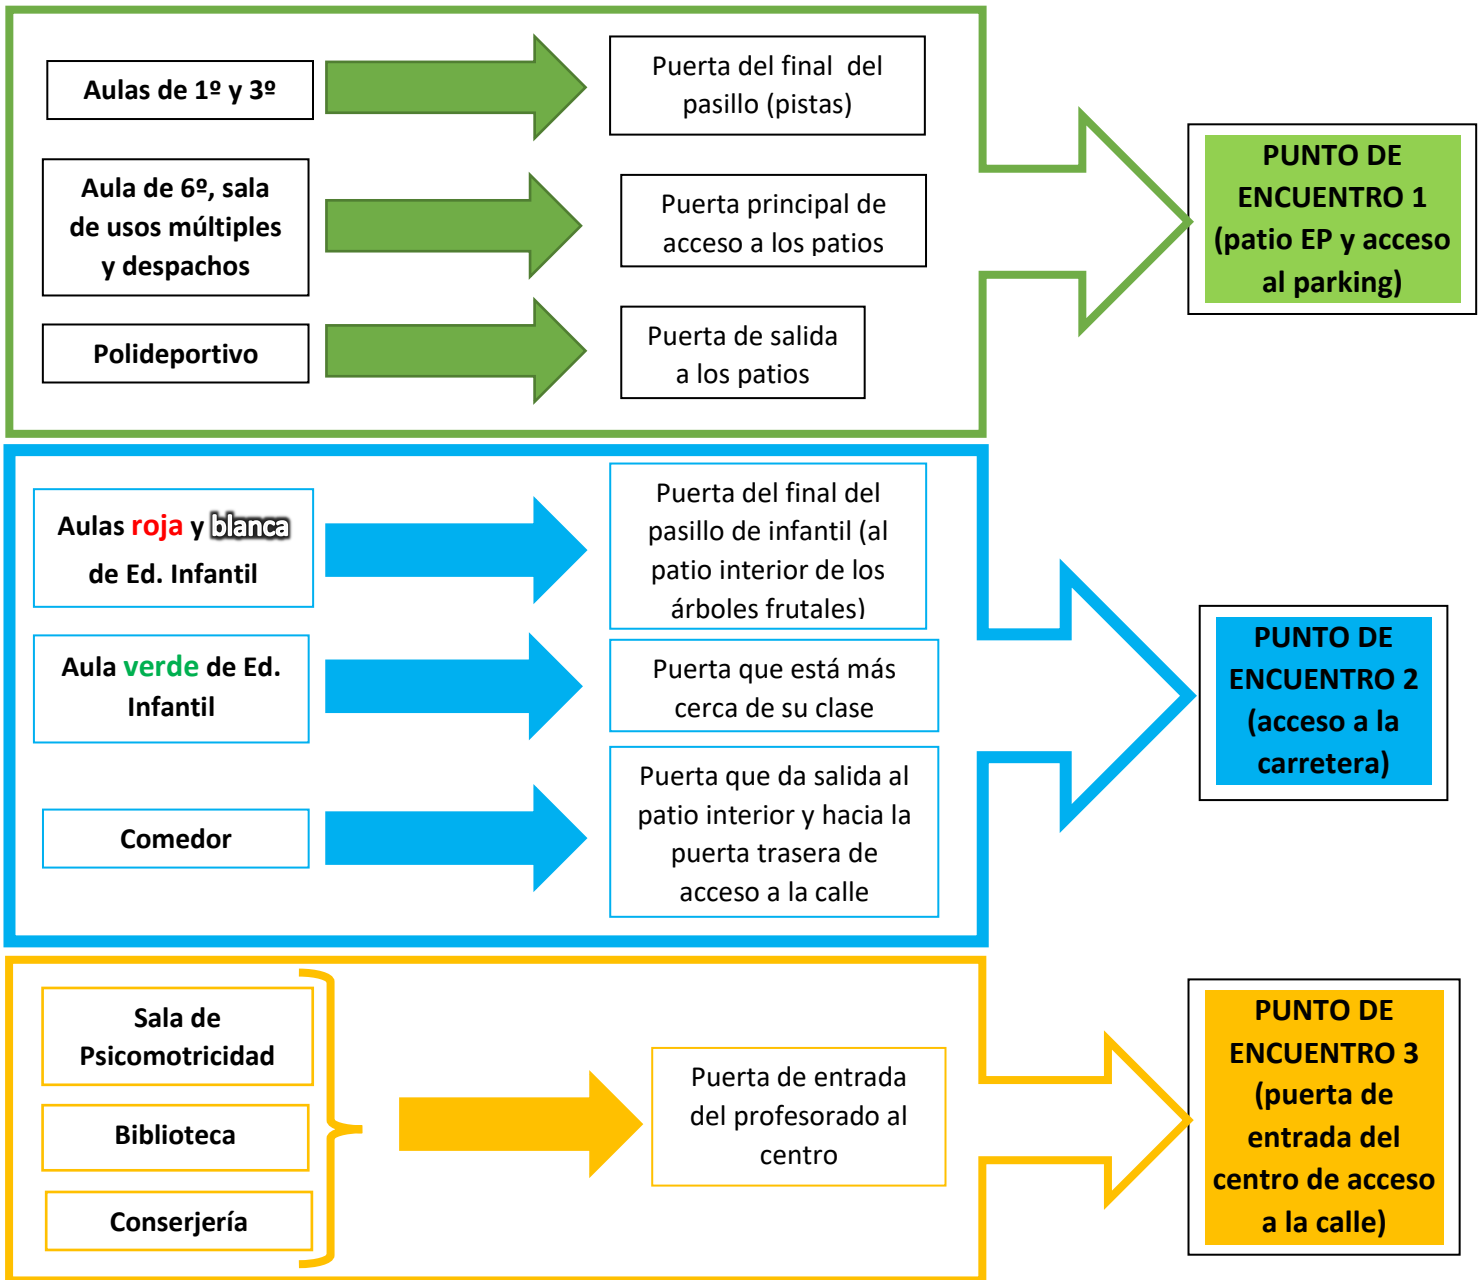 Aulas de 1º y 3º
Puerta del final del
pasillo (pistas)
Aula de 6º, sala
de usos múltiples
y despachos
Puerta principal de
acceso a los patios
Polideportivo
Puerta de salida
a los patios
PUNTO DE
ENCUENTRO 1
(patio EP y acceso
al parking)
Aulas roja y blanca
de Ed. Infantil
Puerta del final del
pasillo de infantil (al
patio interior de los
árboles frutales)
Aula verde de Ed.
Infantil
Puerta que está más
cerca de su clase
Comedor
Puerta que da salida al
patio interior y hacia la
puerta trasera de
acceso a la calle
PUNTO DE
ENCUENTRO 2
(acceso a la
carretera)
Sala de
Psicomotricidad
Biblioteca
Conserjería
Puerta de entrada
del profesorado al
centro
PUNTO DE
ENCUENTRO 3
(puerta de
entrada del
centro de acceso
a la calle)